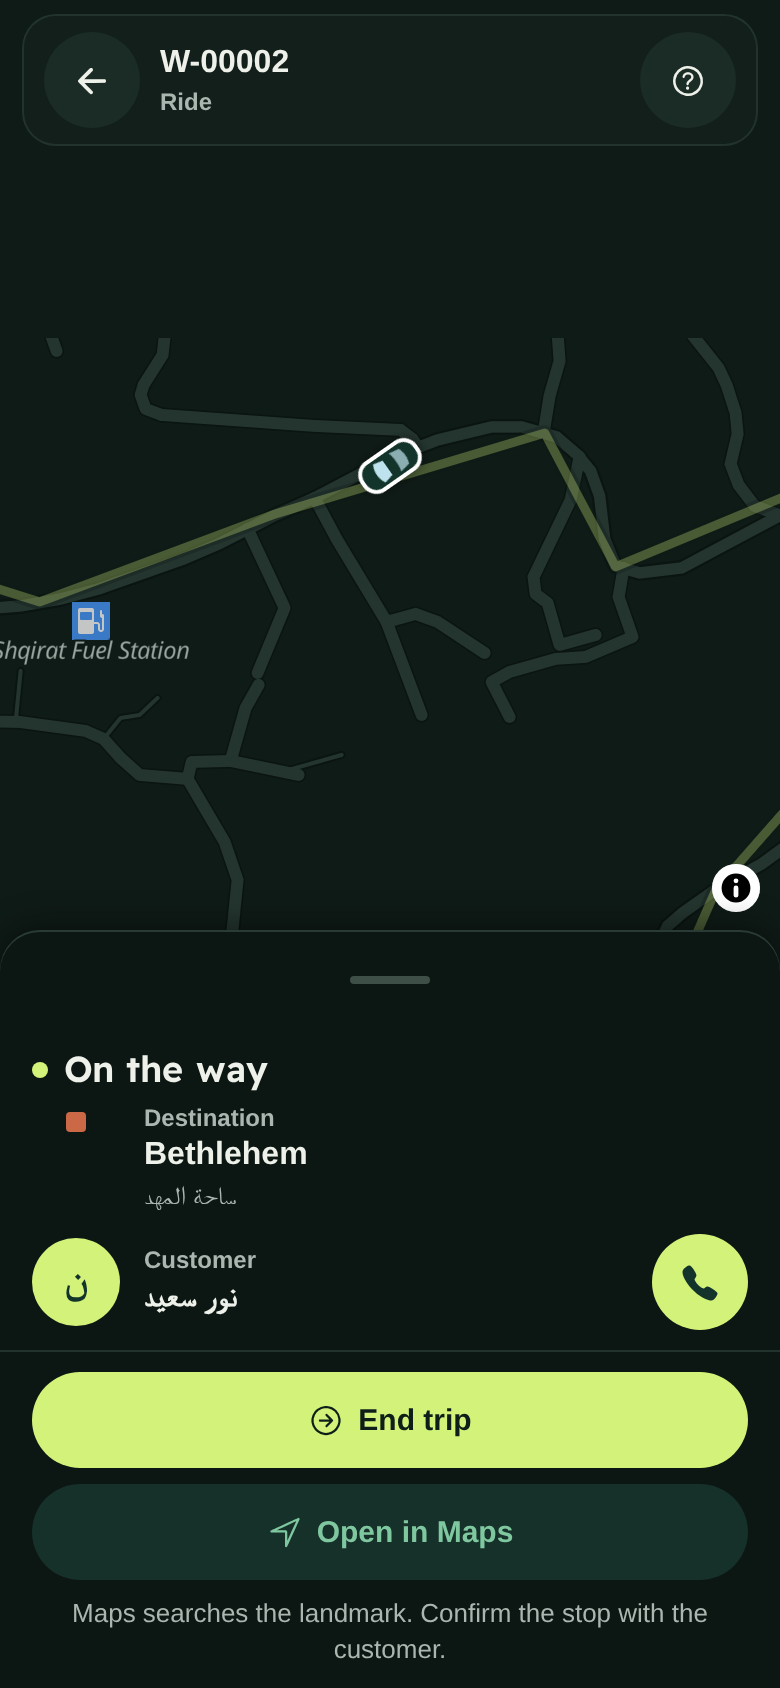 W-00002
Ride
Shqirat Fuel Station
On the way
Destination
Bethlehem
ساحة المهد
ن
Customer
نور سعيد
End trip
Open in Maps
Maps searches the landmark. Confirm the stop with the
customer.